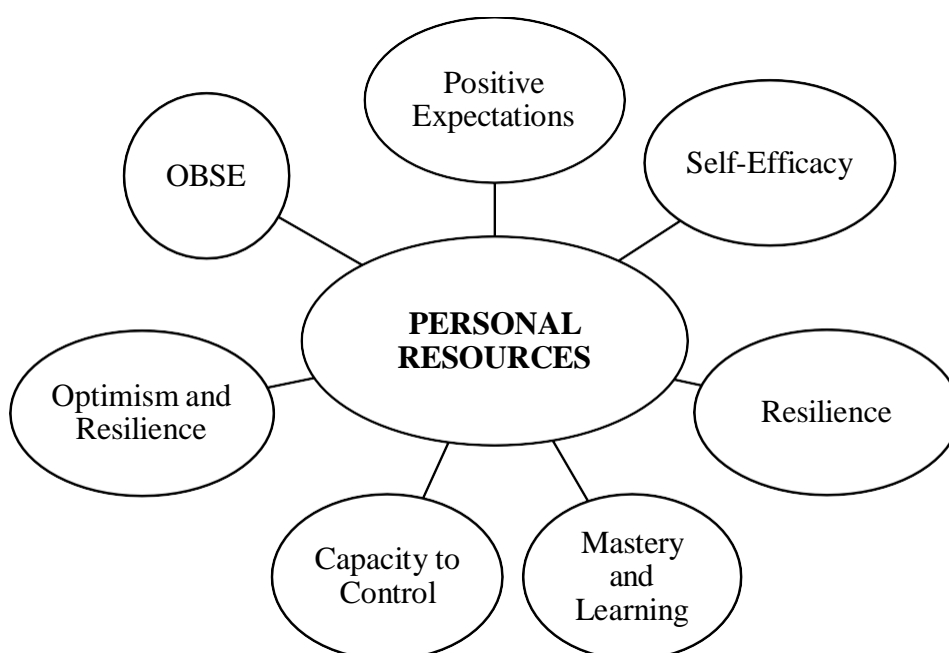 Positive
Expectations
Self-Efficacy
OBSE
PERSONAL
RESOURCES
Optimism and
Resilience
Resilience
Capacity to
Control
Mastery
and
Learning